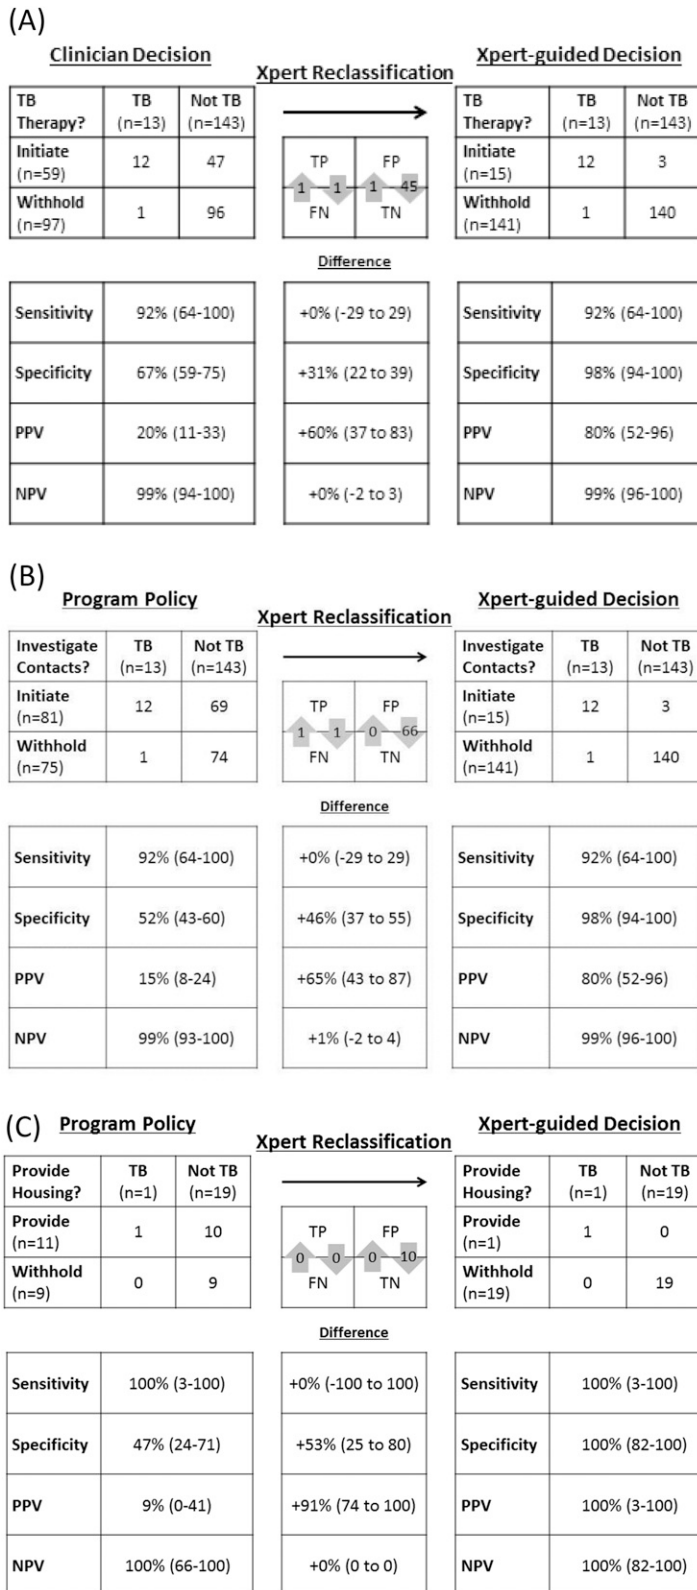 (A)
Clinician Decision
Xpert Reclassification
Xpert-guided Decision
TB Therapy? TB (n=13) Not TB (n=143)
Initiate (n=59) 12 47
Withhold (n=97) 1 96
TP FP
1 1 1 45
FN TN
TB Therapy? TB (n=13) Not TB (n=143)
Initiate (n=15) 12 3
Withhold (n=141) 1 140
Difference
Sensitivity 92% (64-100) +0% (-29 to 29) Sensitivity 92% (64-100)
Specificity 67% (59-75) +31% (22 to 39) Specificity 98% (94-100)
PPV 20% (11-33) +60% (37 to 83) PPV 80% (52-96)
NPV 99% (94-100) +0% (-2 to 3) NPV 99% (96-100)
(B)
Program Policy
Xpert Reclassification
Xpert-guided Decision
Investigate Contacts? TB (n=13) Not TB (n=143)
Initiate (n=81) 12 69
Withhold (n=75) 1 74
TP FP
1 1 0 66
FN TN
Investigate Contacts? TB (n=13) Not TB (n=143)
Initiate (n=15) 12 3
Withhold (n=141) 1 140
Difference
Sensitivity 92% (64-100) +0% (-29 to 29) Sensitivity 92% (64-100)
Specificity 52% (43-60) +46% (37 to 55) Specificity 98% (94-100)
PPV 15% (8-24) +65% (43 to 87) PPV 80% (52-96)
NPV 99% (93-100) +1% (-2 to 4) NPV 99% (96-100)
(C)
Program Policy
Xpert Reclassification
Xpert-guided Decision
Provide Housing? TB (n=1) Not TB (n=19)
Provide (n=11) 1 10
Withhold (n=9) 0 9
TP FP
0 0 0 10
FN TN
Provide Housing? TB (n=1) Not TB (n=19)
Provide (n=1) 1 0
Withhold (n=19) 0 19
Difference
Sensitivity 100% (3-100) +0% (-100 to 100) Sensitivity 100% (3-100)
Specificity 47% (24-71) +53% (25 to 80) Specificity 100% (82-100)
PPV 9% (0-41) +91% (74 to 100) PPV 100% (3-100)
NPV 100% (66-100) +0% (0 to 0) NPV 100% (82-100)